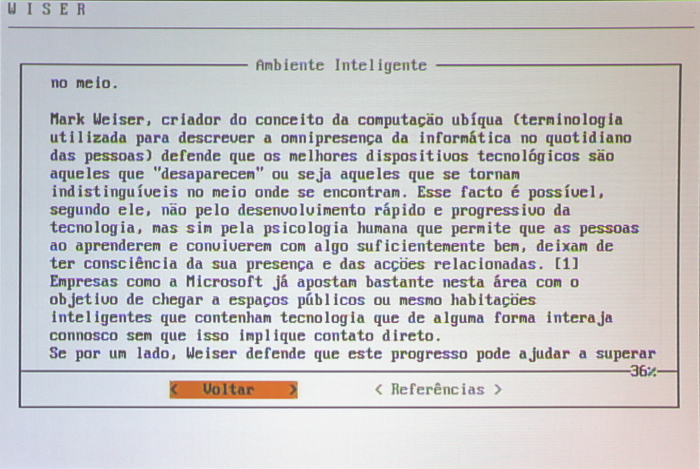 W I S E R
Ambiente Inteligente
no meio.
Mark Weiser, criador do conceito da computação ubíqua (terminologia
utilizada para descrever a omnipresença da informática no quotidiano
das pessoas) defende que os melhores dispositivos tecnológicos são
aqueles que "desaparecem" ou seja aqueles que se tornam
indistinguíveis no meio onde se encontram. Esse facto é possível,
segundo ele, não pelo desenvolvimento rápido e progressivo da
tecnologia, mas sim pela psicologia humana que permite que as pessoas
ao aprenderem e conviverem com algo suficientemente bem, deixam de
ter consciência da sua presença e das acções relacionadas. [1]
Empresas como a Microsoft já apostam bastante nesta área com o
objetivo de chegar a espaços públicos ou mesmo habitações
inteligentes que contenham tecnologia que de alguma forma interaja
connosco sem que isso implique contato direto.
Se por um lado, Weiser defende que este progresso pode ajudar a superar
36%
< Voltar >
< Referências >